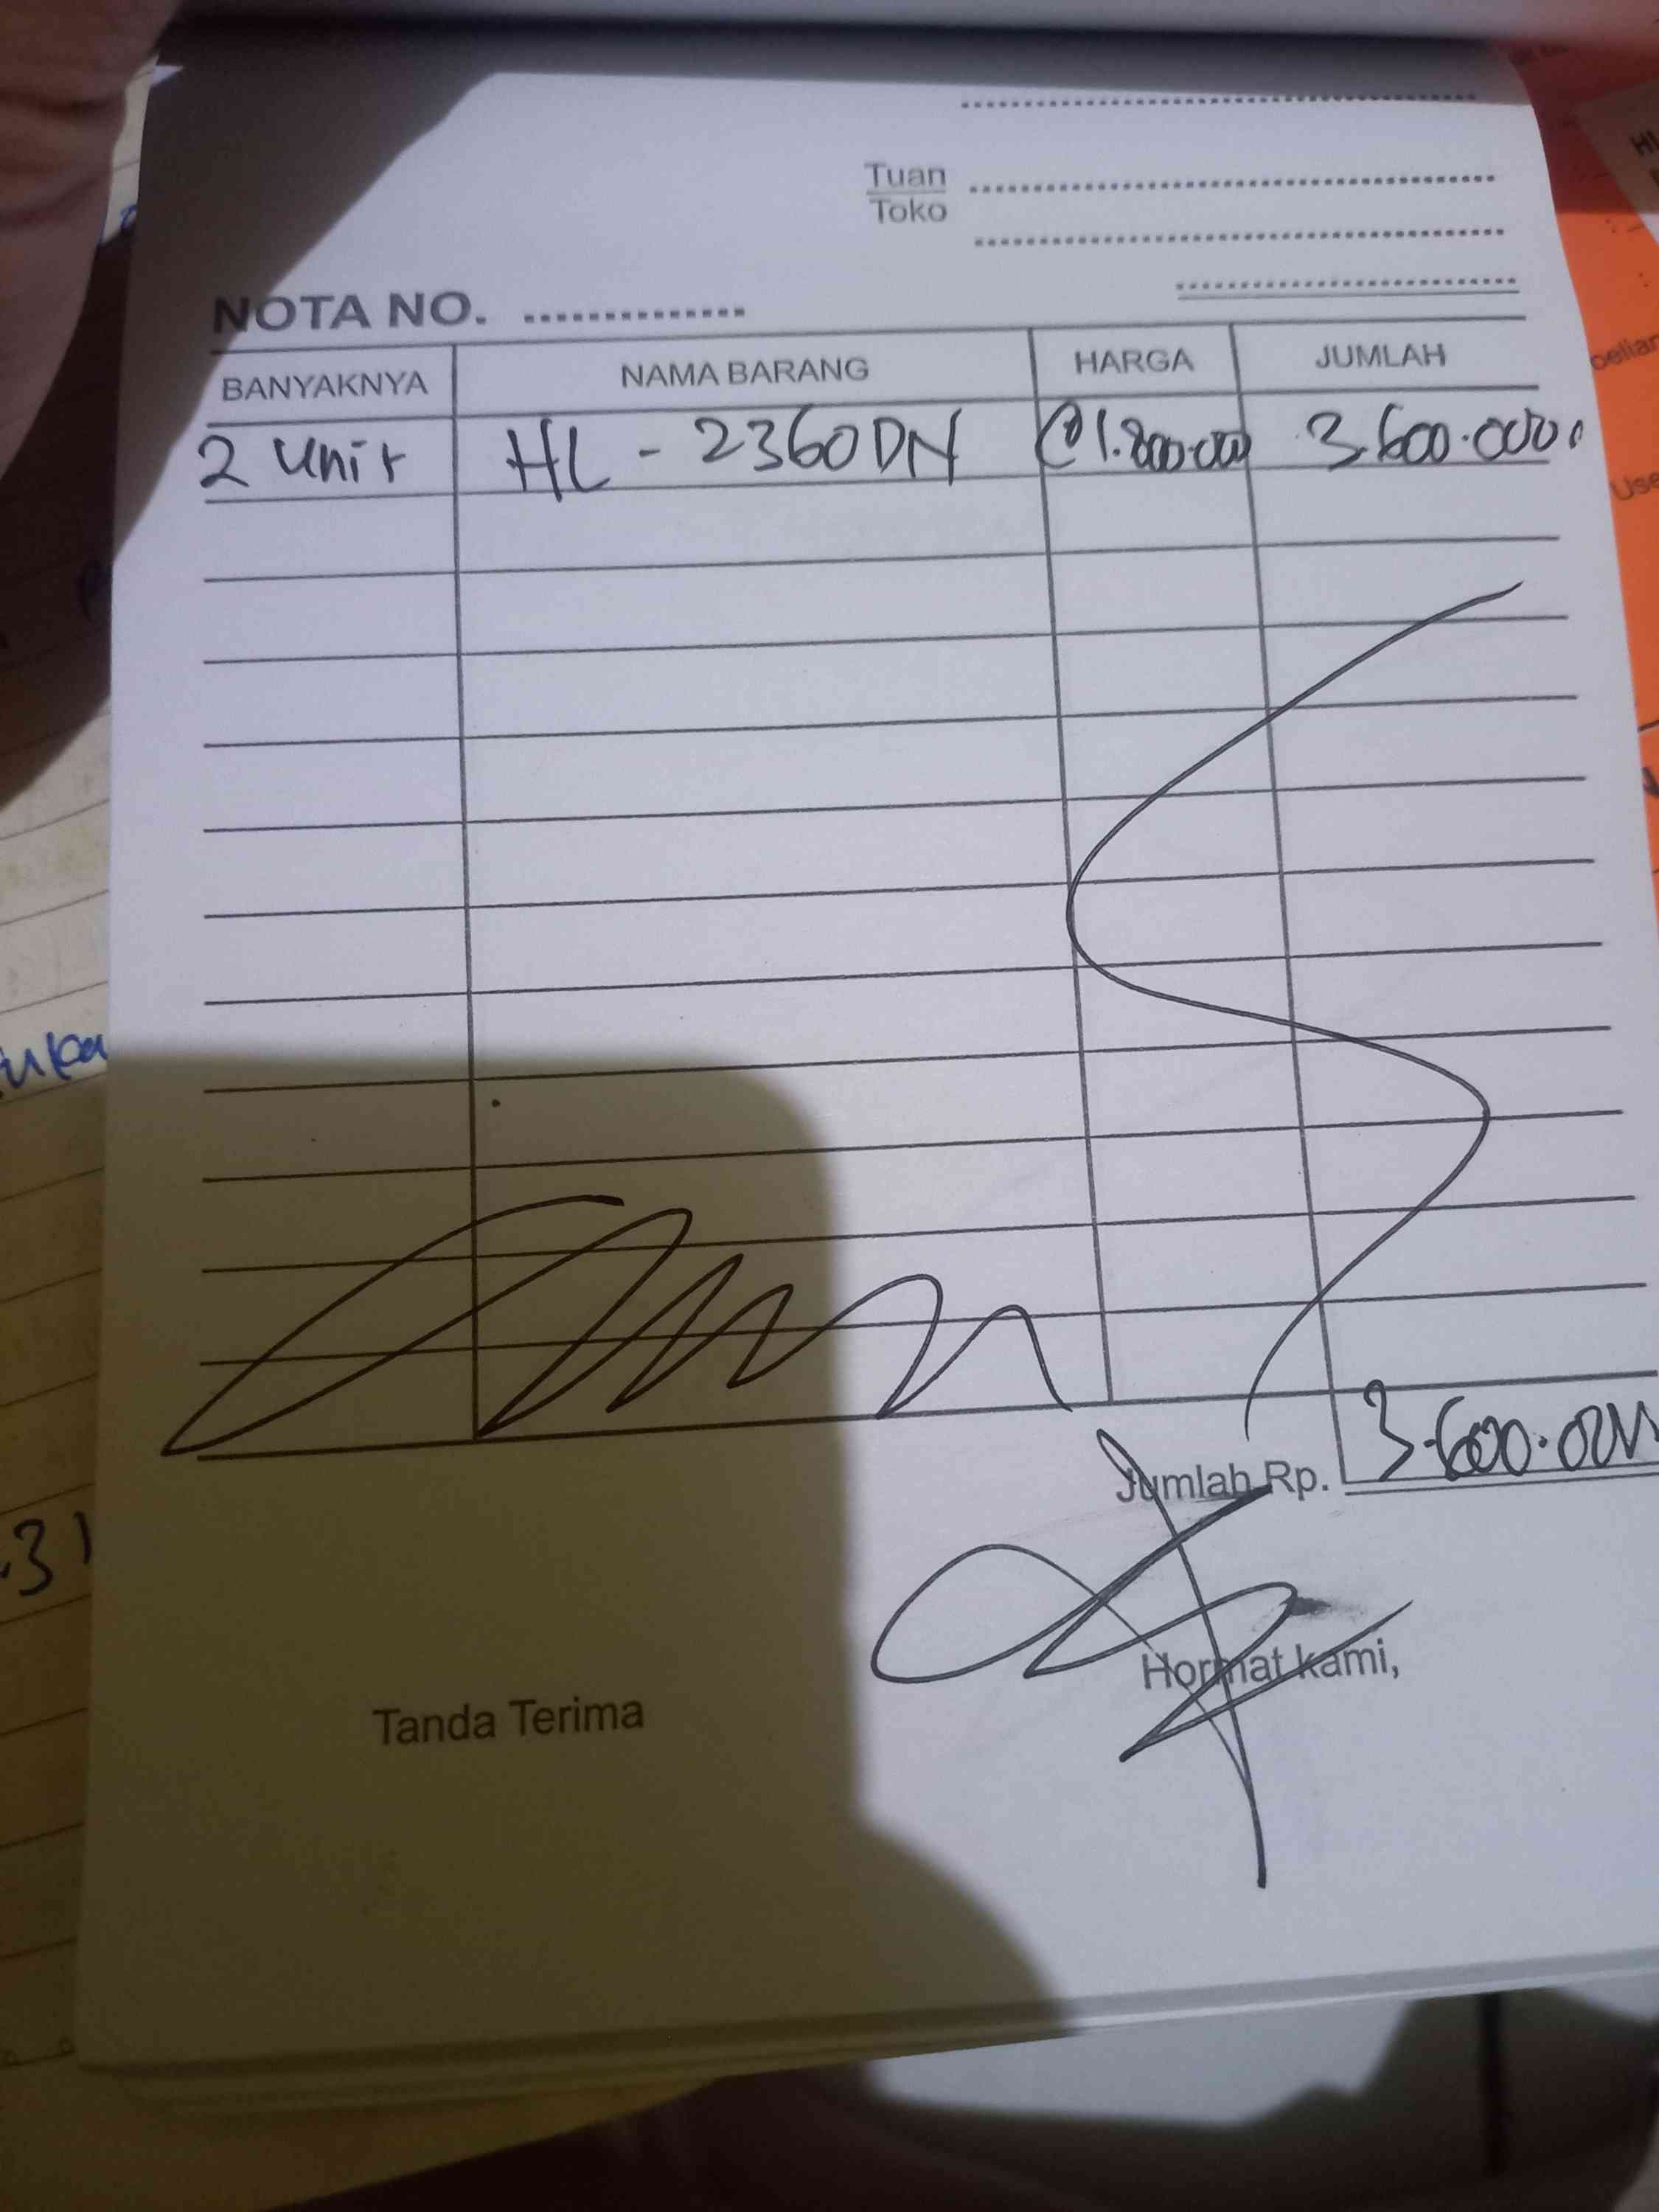 Tuan
Toko
NOTA NO.
BANYAKNYA NAMA BARANG HARGA JUMLAH
2 Unit HL - 2360DN @1.800.000 3.600.000
Jumlah Rp. 3.600.000
Tanda Terima Hormat kami,